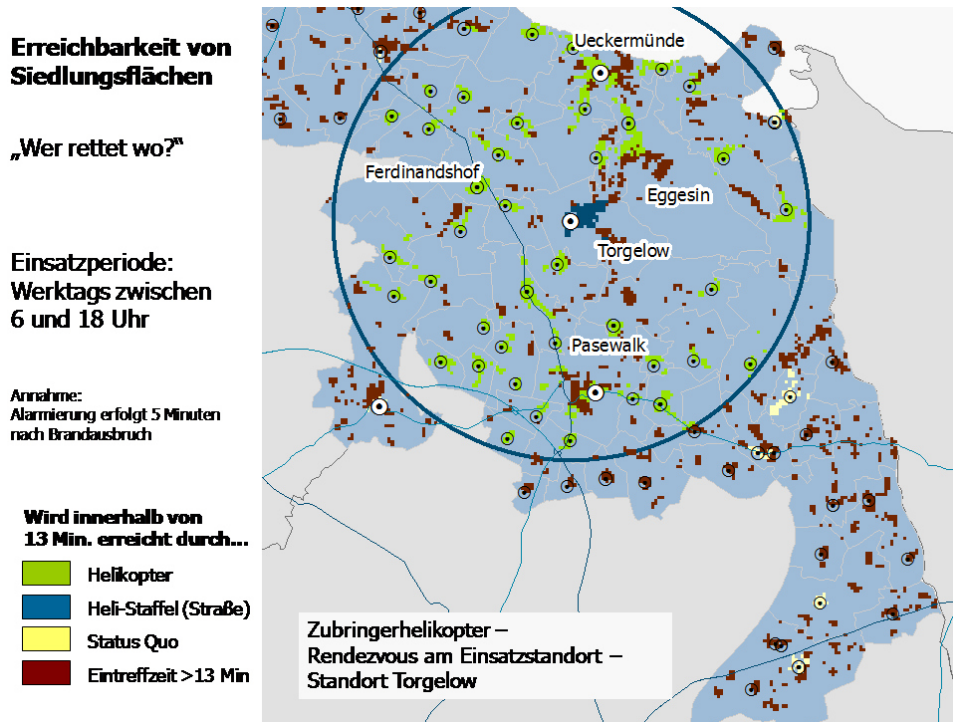 Erreichbarkeit von
Siedlungsflächen
„Wer rettet wo?“
Einsatzperiode:
Werktags zwischen
6 und 18 Uhr
Annahme:
Alarmierung erfolgt 5 Minuten
nach Brandausbruch
Wird innerhalb von
13 Min. erreicht durch...
Helikopter
Heli-Staffel (Straße)
Status Quo
Eintreffzeit >13 Min
Ueckermünde
Ferdinandshof
Eggesin
Torgelow
Pasewalk
Zubringerhelikopter –
Rendezvous am Einsatzstandort –
Standort Torgelow